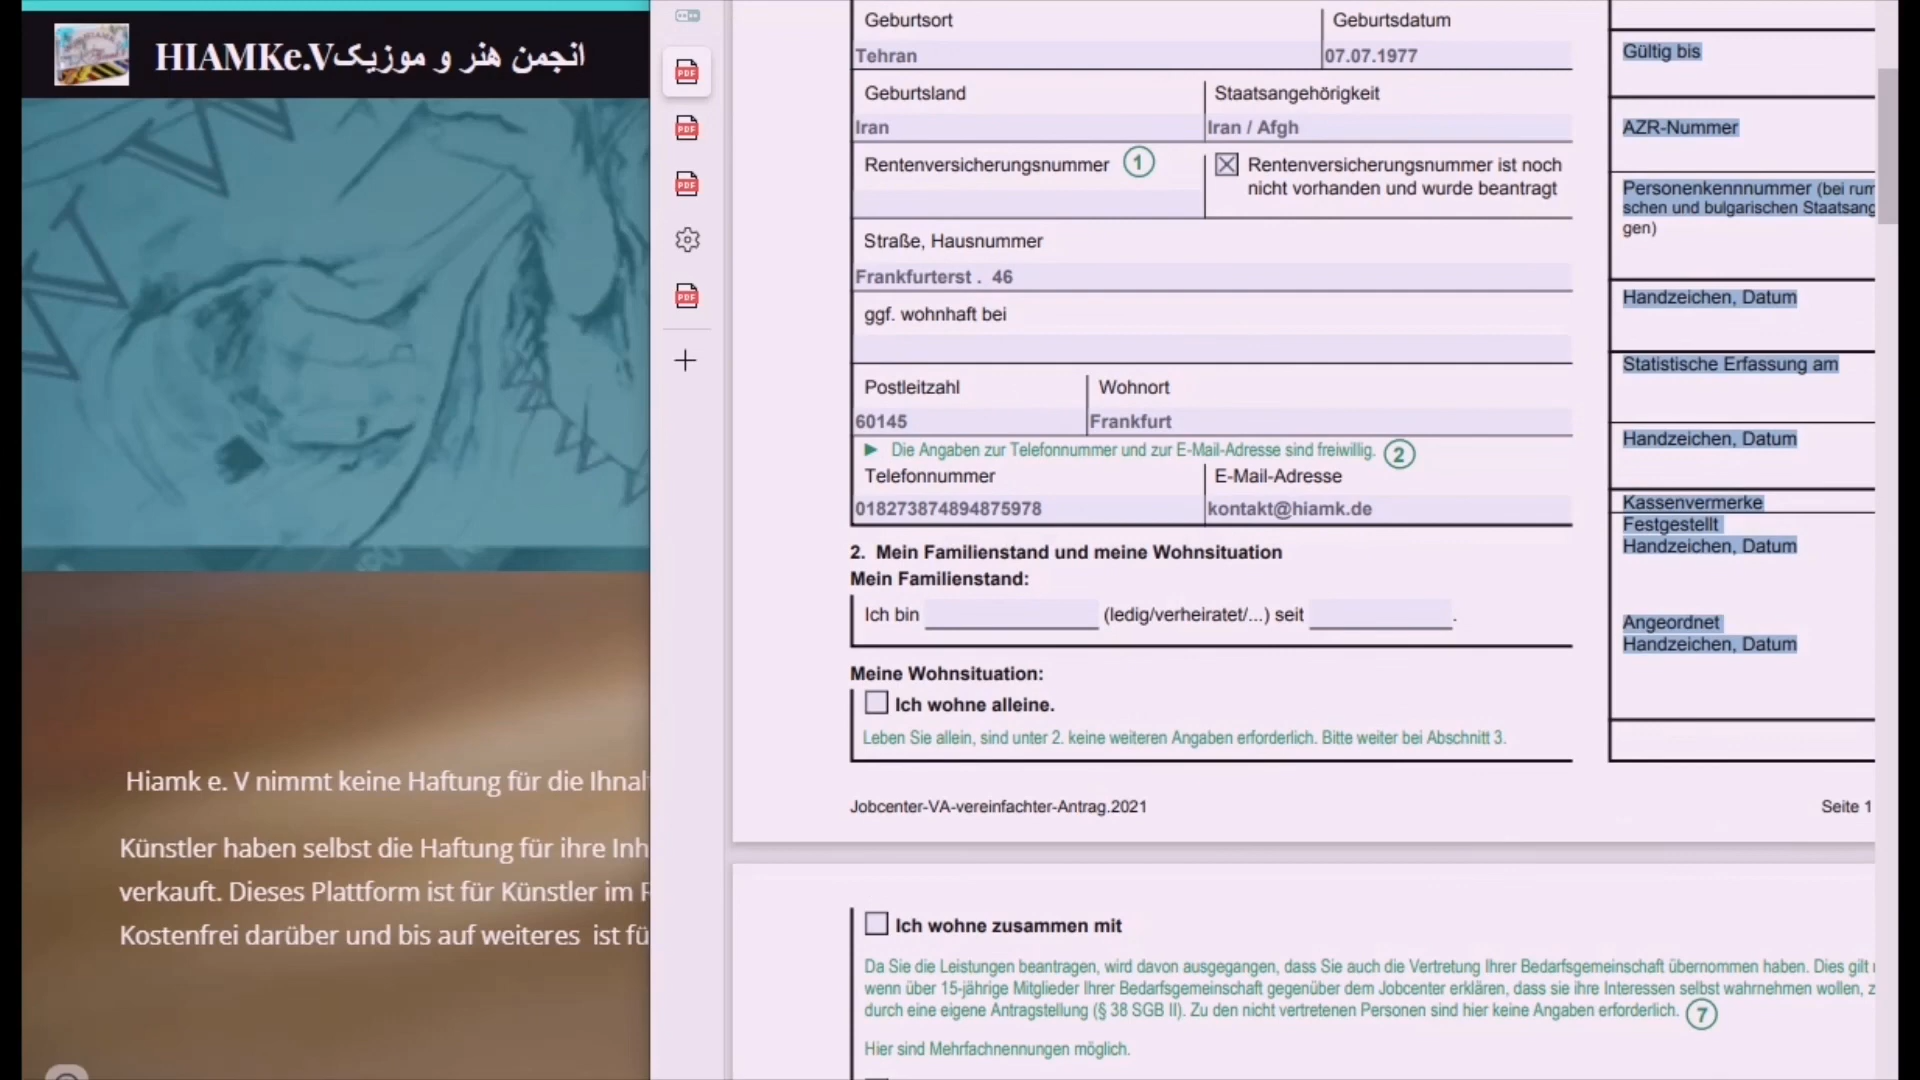 HIAMKe.Vانجمن هنر و موزیک
Hiamk e. V nimmt keine Haftung für die Ihnal
Künstler haben selbst die Haftung für ihre Inh
verkauft. Dieses Plattform ist für Künstler im
Kostenfrei darüber und bis auf weiteres ist fü
PDF
PDF
PDF
PDF
Geburtsort Geburtsdatum
Tehran 07.07.1977
Geburtsland Staatsangehörigkeit
Iran Iran / Afgh
Rentenversicherungsnummer 1 Rentenversicherungsnummer ist noch
nicht vorhanden und wurde beantragt
Straße, Hausnummer
Frankfurterst . 46
ggf. wohnhaft bei
Postleitzahl Wohnort
60145 Frankfurt
Die Angaben zur Telefonnummer und zur E-Mail-Adresse sind freiwillig. 2
Telefonnummer E-Mail-Adresse
018273874894875978 kontakt@hiamk.de
2. Mein Familienstand und meine Wohnsituation
Mein Familienstand:
Ich bin (ledig/verheiratet/...) seit .
Meine Wohnsituation:
Ich wohne alleine.
Leben Sie allein, sind unter 2. keine weiteren Angaben erforderlich. Bitte weiter bei Abschnitt 3.
Jobcenter-VA-vereinfachter-Antrag.2021 Seite 1
Gültig bis
AZR-Nummer
Personenkennnummer (bei rum
schen und bulgarischen Staatsang
gen)
Handzeichen, Datum
Statistische Erfassung am
Handzeichen, Datum
Kassenvermerke
Festgestellt
Handzeichen, Datum
Angeordnet
Handzeichen, Datum
Ich wohne zusammen mit
Da Sie die Leistungen beantragen, wird davon ausgegangen, dass Sie auch die Vertretung Ihrer Bedarfsgemeinschaft übernommen haben. Dies gilt
wenn über 15-jährige Mitglieder Ihrer Bedarfsgemeinschaft gegenüber dem Jobcenter erklären, dass sie ihre Interessen selbst wahrnehmen wollen, z
durch eine eigene Antragstellung (§ 38 SGB II). Zu den nicht vertretenen Personen sind hier keine Angaben erforderlich. 7
Hier sind Mehrfachnennungen möglich.